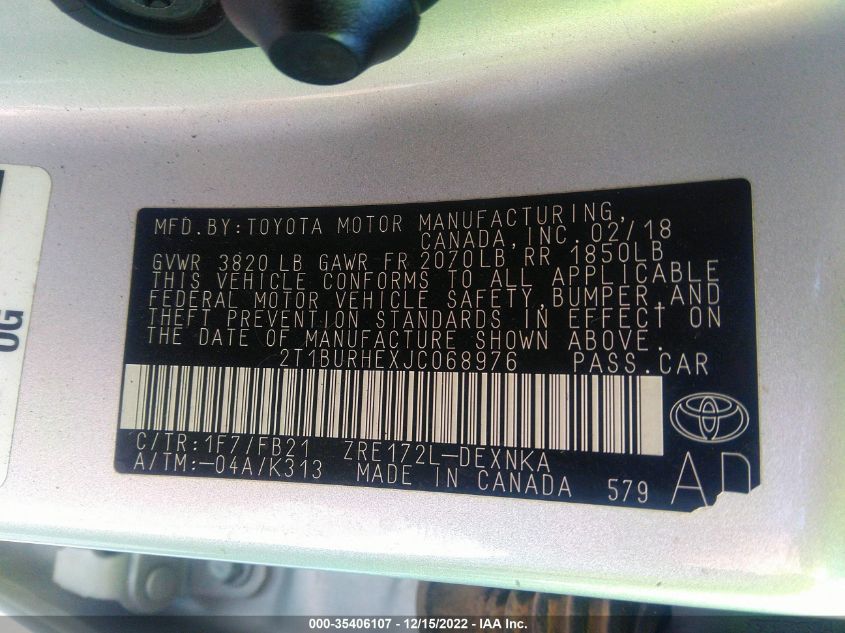 OG
MFD.BY:TOYOTA MOTOR MANUFACTURING,
CANADA,INC. 02/18
GVWR 3820 LB GAWR FR 2070LB RR 1850LB
THIS VEHICLE CONFORMS TO ALL APPLICABLE
FEDERAL MOTOR VEHICLE SAFETY,BUMPER,AND
THEFT PREVENTION STANDARDS IN EFFECT ON
THE DATE OF MANUFACTURE SHOWN ABOVE.
2T1BURHEXJC068976 PASS.CAR
C/TR:1F7/FB21 ZRE172L-DEXNKA
A/TM:-04A/K313 MADE IN CANADA 579
000-35406107 - 12/15/2022 - IAA Inc.